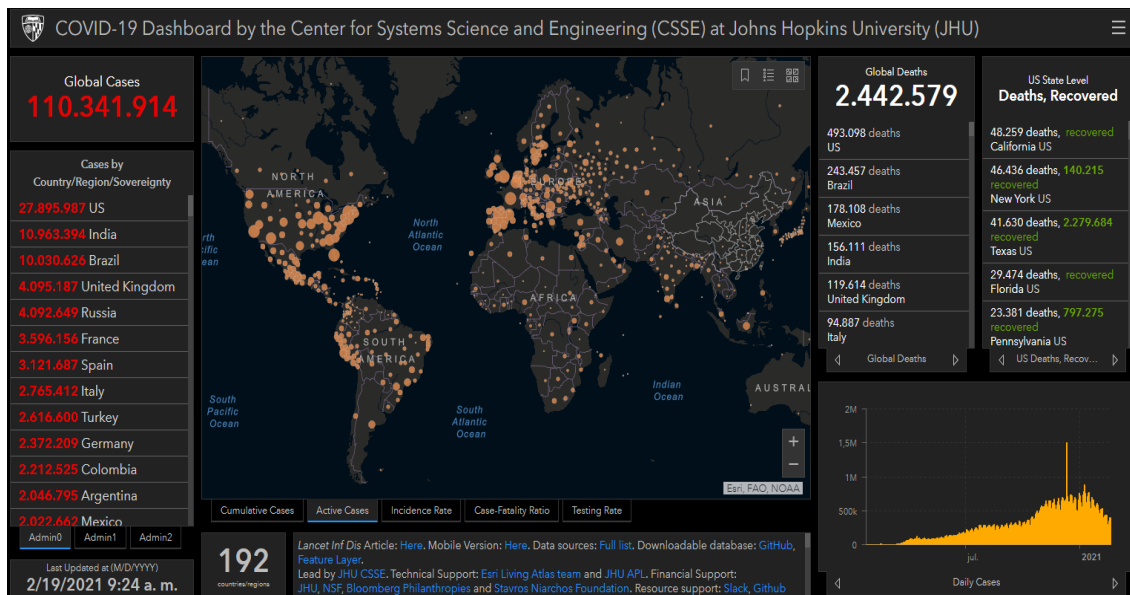 COVID-19 Dashboard by the Center for Systems Science and Engineering (CSSE) at Johns Hopkins University (JHU)
Global Cases
110.341.914
Cases by
Country/Region/Sovereignty
27.895.987 US
10.963.394 India
10.030.626 Brazil
4.095.187 United Kingdom
4.092.649 Russia
3.596.156 France
3.121.687 Spain
2.765.412 Italy
2.616.600 Turkey
2.372.209 Germany
2.212.525 Colombia
2.046.795 Argentina
2.022.662 Mexico
Admin0
Admin1
Admin2
Last Updated at (M/D/YYYY)
2/19/2021 9:24 a. m.
NORTH
AMERICA
North
Atlantic
Ocean
rth
ific
ean
EUROPE
ASIA
AFRICA
SOUTH
AMERICA
South
Pacific
Ocean
South
Atlantic
Ocean
Indian
Ocean
AUSTRAL
+
−
Esri, FAO, NOAA
Cumulative Cases
Active Cases
Incidence Rate
Case-Fatality Ratio
Testing Rate
192
countries/regions
Lancet Inf Dis Article: Here. Mobile Version: Here. Data sources: Full list. Downloadable database: GitHub,
Feature Layer.
Lead by JHU CSSE. Technical Support: Esri Living Atlas team and JHU APL. Financial Support:
JHU, NSF, Bloomberg Philanthropies and Stavros Niarchos Foundation. Resource support: Slack, Github
Global Deaths
2.442.579
493.098 deaths
US
243.457 deaths
Brazil
178.108 deaths
Mexico
156.111 deaths
India
119.614 deaths
United Kingdom
94.887 deaths
Italy
Global Deaths
US State Level
Deaths, Recovered
48.259 deaths, recovered
California US
46.436 deaths, 140.215
recovered
New York US
41.630 deaths, 2.279.684
recovered
Texas US
29.474 deaths, recovered
Florida US
23.381 deaths, 797.275
recovered
Pennsylvania US
US Deaths, Recov...
2M
1,5M
1M
500k
0
jul.
2021
Daily Cases